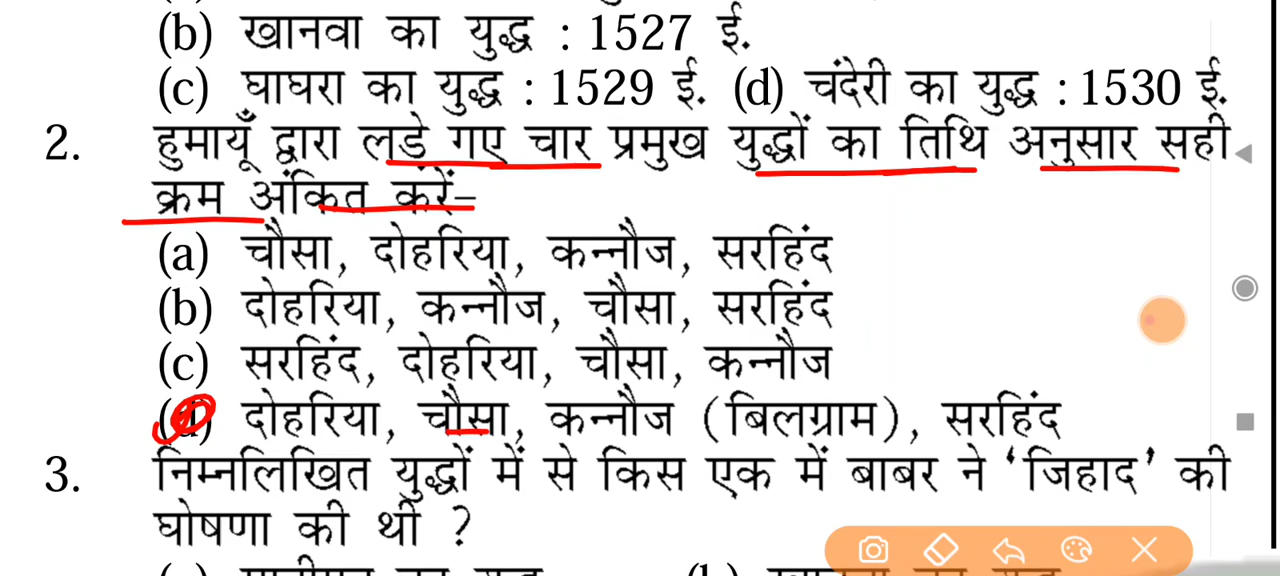 (b) खानवा का युद्ध : 1527 ई.
(c) घाघरा का युद्ध : 1529 ई. (d) चंदेरी का युद्ध : 1530 ई.
2. हुमायूँ द्वारा लड़े गए चार प्रमुख युद्धों का तिथि अनुसार सही
क्रम अंकित करें–
(a) चौसा, दोहरिया, कन्नौज, सरहिंद
(b) दोहरिया, कन्नौज, चौसा, सरहिंद
(c) सरहिंद, दोहरिया, चौसा, कन्नौज
(d) दोहरिया, चौसा, कन्नौज (बिलग्राम), सरहिंद
3. निम्नलिखित युद्धों में से किस एक में बाबर ने ‘जिहाद’ की
घोषणा की थी ?